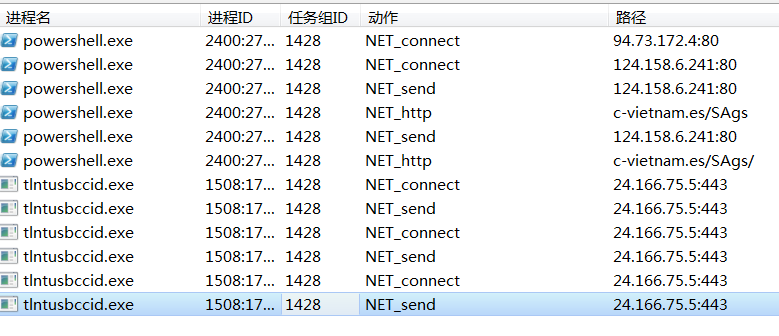 进程名 进程ID 任务组ID 动作 路径
powershell.exe 2400:27... 1428 NET_connect 94.73.172.4:80
powershell.exe 2400:27... 1428 NET_connect 124.158.6.241:80
powershell.exe 2400:27... 1428 NET_send 124.158.6.241:80
powershell.exe 2400:27... 1428 NET_http c-vietnam.es/SAgs
powershell.exe 2400:27... 1428 NET_send 124.158.6.241:80
powershell.exe 2400:27... 1428 NET_http c-vietnam.es/SAgs/
tlntusbccid.exe 1508:17... 1428 NET_connect 24.166.75.5:443
tlntusbccid.exe 1508:17... 1428 NET_send 24.166.75.5:443
tlntusbccid.exe 1508:17... 1428 NET_connect 24.166.75.5:443
tlntusbccid.exe 1508:17... 1428 NET_send 24.166.75.5:443
tlntusbccid.exe 1508:17... 1428 NET_connect 24.166.75.5:443
tlntusbccid.exe 1508:17... 1428 NET_send 24.166.75.5:443